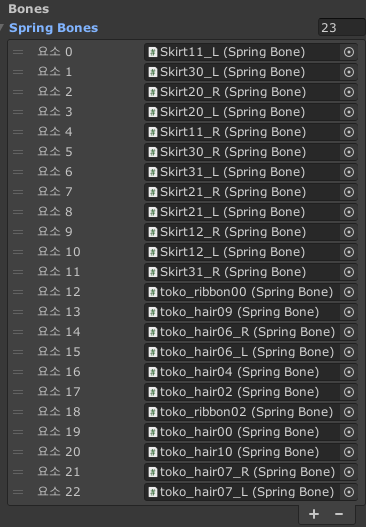 Bones
Spring Bones 23
요소 0 Skirt11_L (Spring Bone)
요소 1 Skirt30_L (Spring Bone)
요소 2 Skirt20_R (Spring Bone)
요소 3 Skirt20_L (Spring Bone)
요소 4 Skirt11_R (Spring Bone)
요소 5 Skirt30_R (Spring Bone)
요소 6 Skirt31_L (Spring Bone)
요소 7 Skirt21_R (Spring Bone)
요소 8 Skirt21_L (Spring Bone)
요소 9 Skirt12_R (Spring Bone)
요소 10 Skirt12_L (Spring Bone)
요소 11 Skirt31_R (Spring Bone)
요소 12 toko_ribbon00 (Spring Bone)
요소 13 toko_hair09 (Spring Bone)
요소 14 toko_hair06_R (Spring Bone)
요소 15 toko_hair06_L (Spring Bone)
요소 16 toko_hair04 (Spring Bone)
요소 17 toko_hair02 (Spring Bone)
요소 18 toko_ribbon02 (Spring Bone)
요소 19 toko_hair00 (Spring Bone)
요소 20 toko_hair10 (Spring Bone)
요소 21 toko_hair07_R (Spring Bone)
요소 22 toko_hair07_L (Spring Bone)